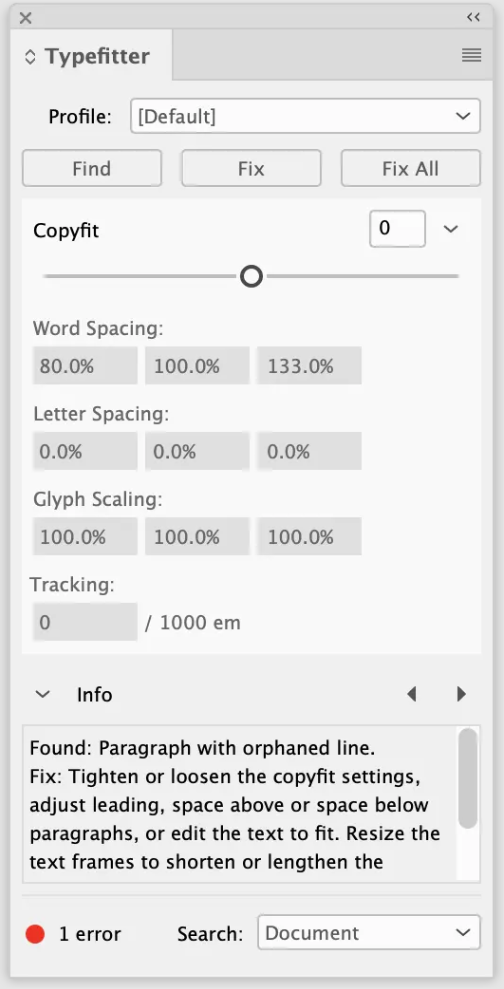 Typefitter
Profile: [Default]
Find Fix Fix All
Copyfit 0
Word Spacing:
80.0% 100.0% 133.0%
Letter Spacing:
0.0% 0.0% 0.0%
Glyph Scaling:
100.0% 100.0% 100.0%
Tracking:
0 / 1000 em
Info
Found: Paragraph with orphaned line.
Fix: Tighten or loosen the copyfit settings,
adjust leading, space above or space below
paragraphs, or edit the text to fit. Resize the
text frames to shorten or lengthen the
1 error Search: Document